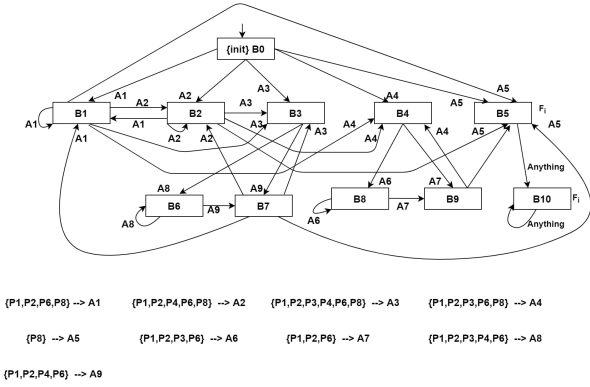 {init} B0
A1 A2 A3 A4 A5
A5
B1 A2 B2 A3 B3 B4 A5 B5 Fi
A1 A1 A1 A2 A2 A3 A3 A4 A4 A4 A5 A5
Anything
A8 A9 A6 A7
B6 A9 B7 B8 A7 B9 B10 Fi
A8 A6 Anything
{P1,P2,P6,P8} --> A1 {P1,P2,P4,P6,P8} --> A2 {P1,P2,P3,P4,P6,P8} --> A3 {P1,P2,P3,P6,P8} --> A4
{P8} --> A5 {P1,P2,P3,P6} --> A6 {P1,P2,P6} --> A7 {P1,P2,P3,P4,P6} --> A8
{P1,P2,P4,P6} --> A9